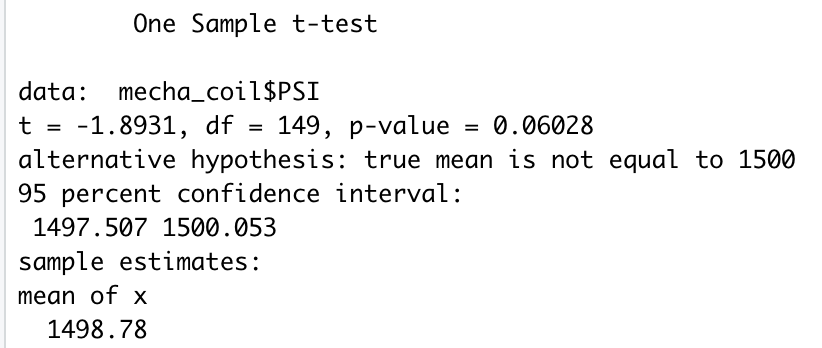 One Sample t-test
data:  mecha_coil$PSI
t = -1.8931, df = 149, p-value = 0.06028
alternative hypothesis: true mean is not equal to 1500
95 percent confidence interval:
1497.507 1500.053
sample estimates:
mean of x
1498.78